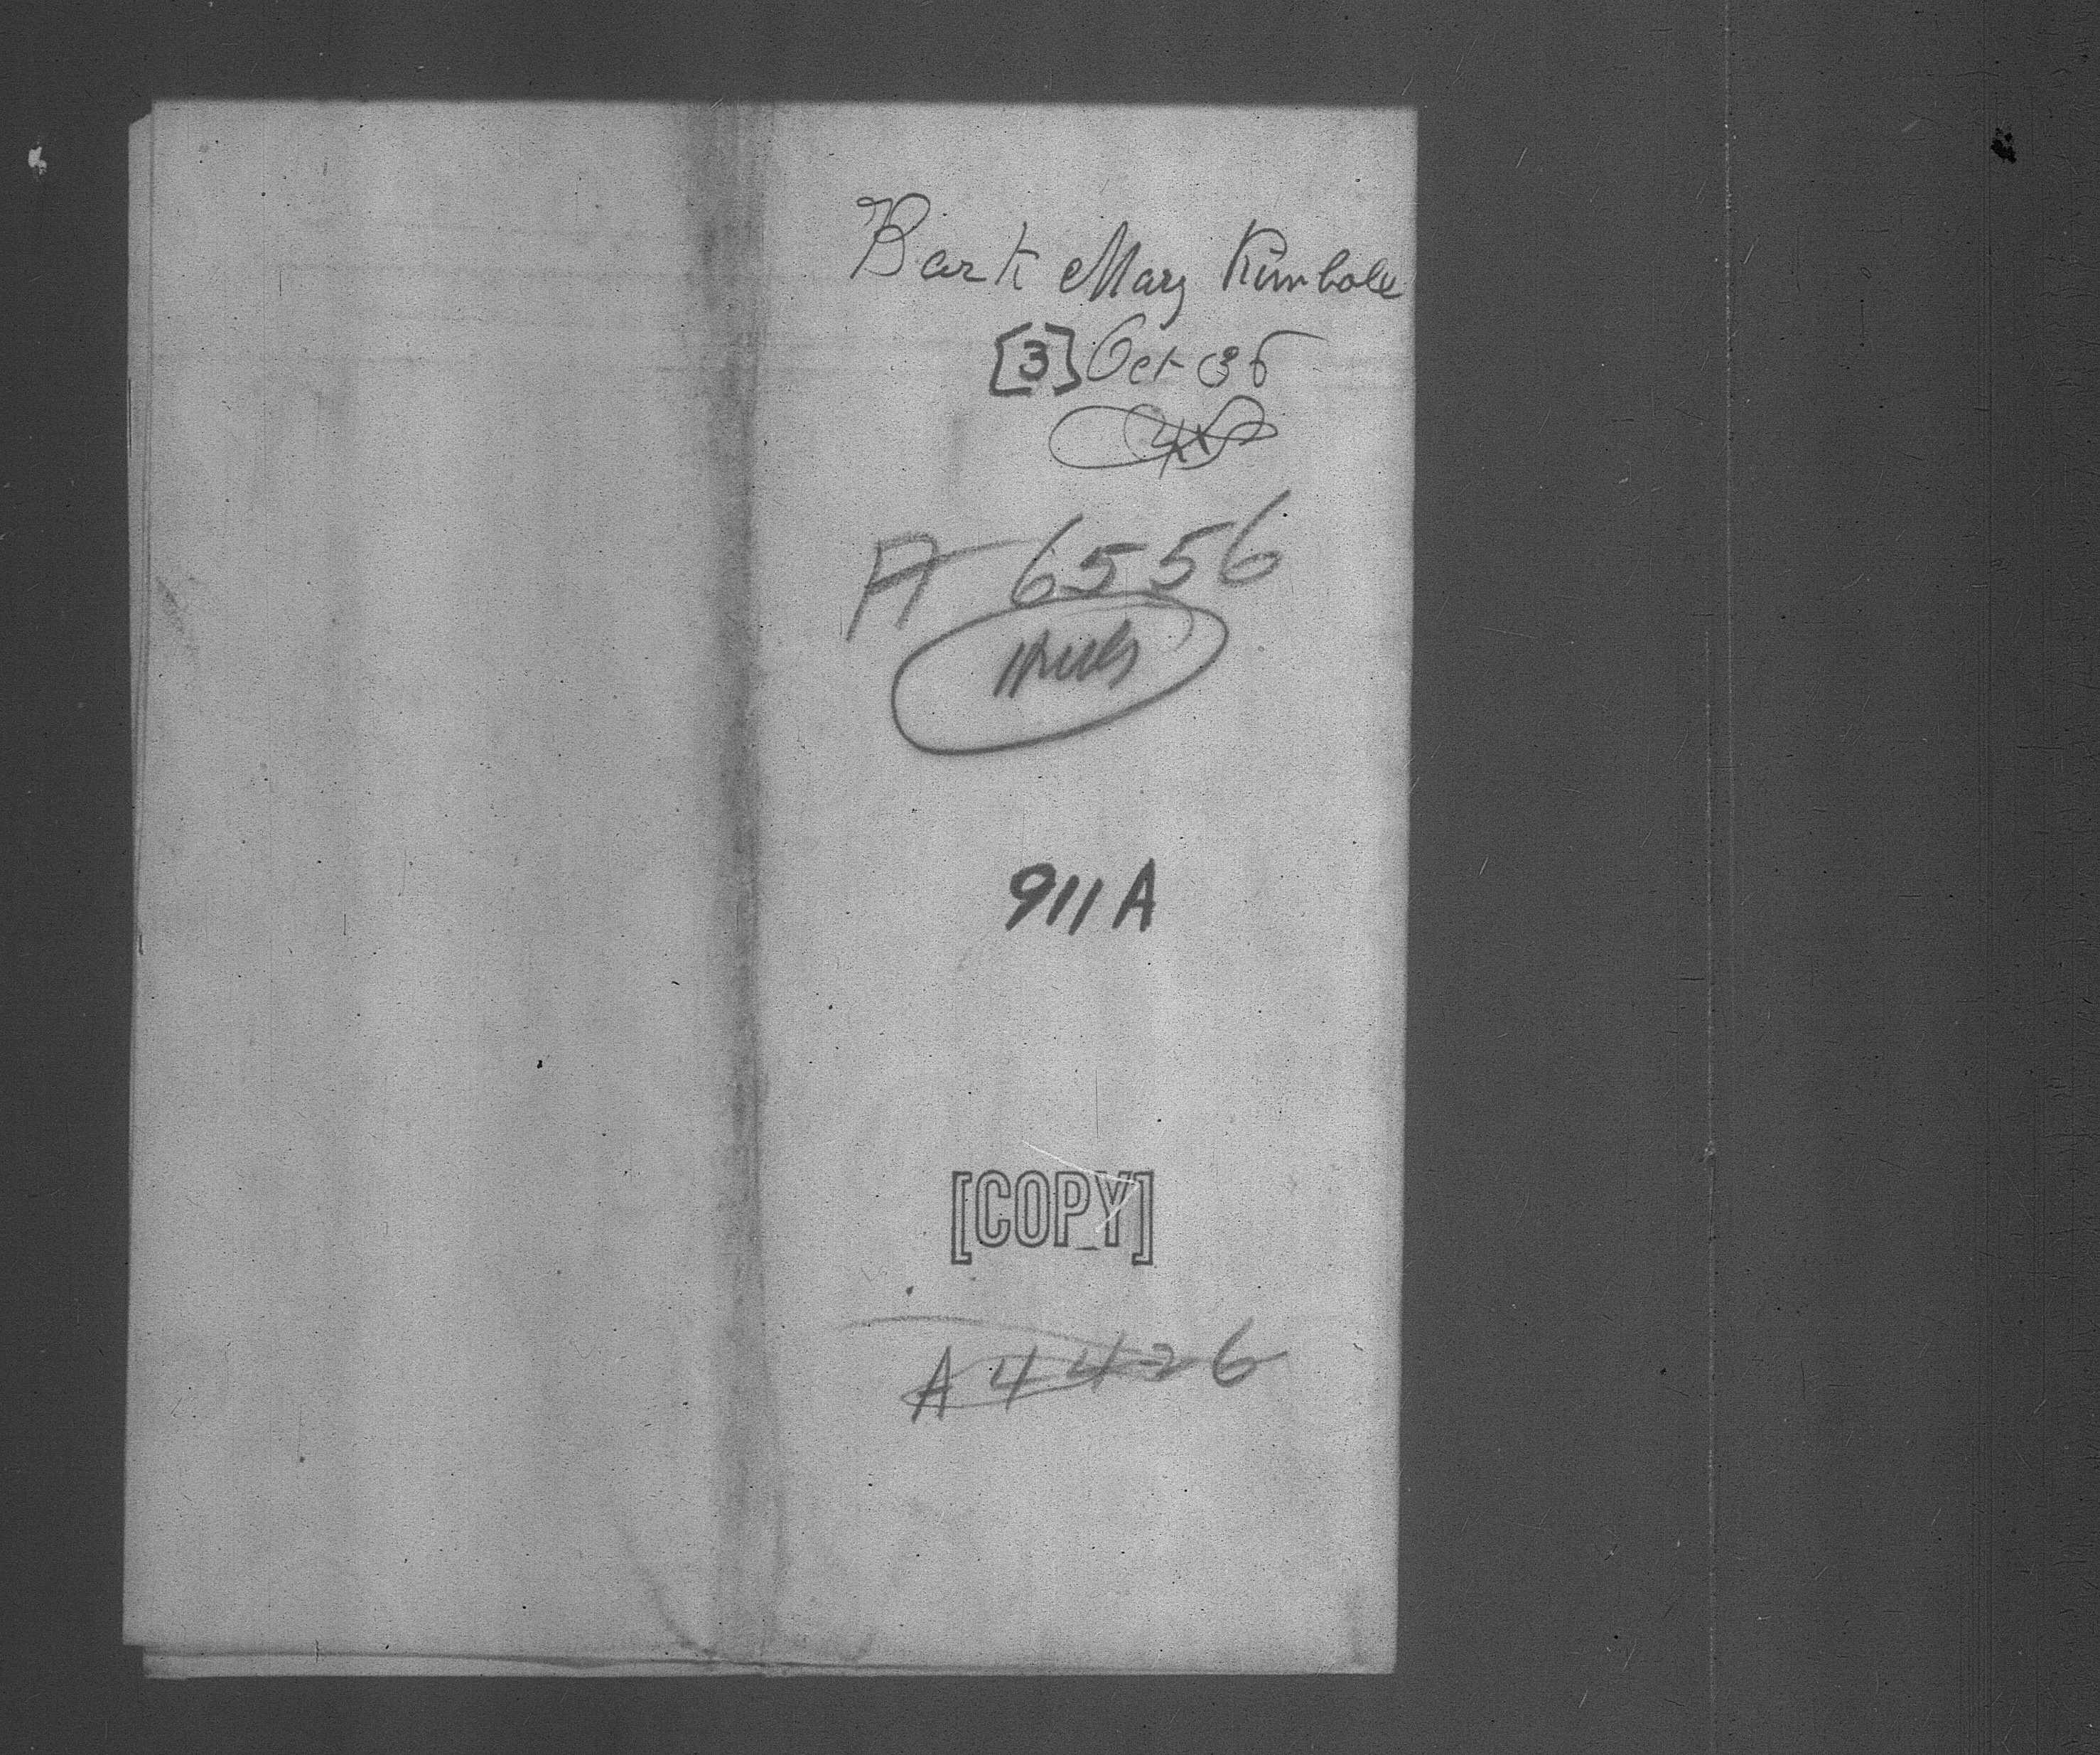 Bark Mary Kimball
[3] Oct 36
A 6556
911 A
[COPY]
A 4426